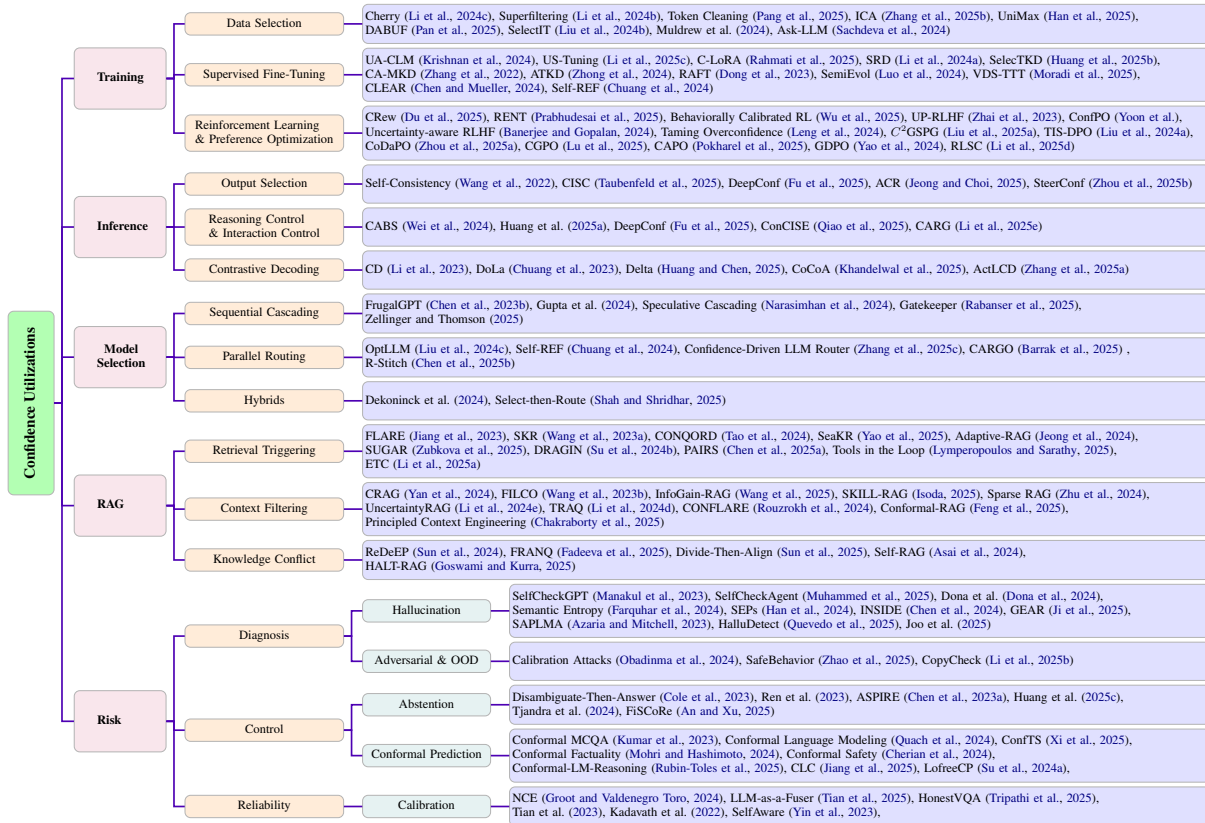 Confidence Utilizations
Training
Data Selection
Cherry (Li et al., 2024c), Superfiltering (Li et al., 2024b), Token Cleaning (Pang et al., 2025), ICA (Zhang et al., 2025b), UniMax (Han et al., 2025),
DABUF (Pan et al., 2025), SelectIT (Liu et al., 2024b), Muldrew et al. (2024), Ask-LLM (Sachdeva et al., 2024)
Supervised Fine-Tuning
UA-CLM (Krishnan et al., 2024), US-Tuning (Li et al., 2025c), C-LoRA (Rahmati et al., 2025), SRD (Li et al., 2024a), SelecTKD (Huang et al., 2025b),
CA-MKD (Zhang et al., 2022), ATKD (Zhong et al., 2024), RAFT (Dong et al., 2023), SemiEvol (Luo et al., 2024), VDS-TTT (Moradi et al., 2025),
CLEAR (Chen and Mueller, 2024), Self-REF (Chuang et al., 2024)
Reinforcement Learning
& Preference Optimization
CRew (Du et al., 2025), RENT (Prabhudesai et al., 2025), Behaviorally Calibrated RL (Wu et al., 2025), UP-RLHF (Zhai et al., 2023), ConfPO (Yoon et al.),
Uncertainty-aware RLHF (Banerjee and Gopalan, 2024), Taming Overconfidence (Leng et al., 2024), C²GSPG (Liu et al., 2025a), TIS-DPO (Liu et al., 2024a),
CoDaPO (Zhou et al., 2025a), CGPO (Lu et al., 2025), CAPO (Pokharel et al., 2025), GDPO (Yao et al., 2024), RLSC (Li et al., 2025d)
Inference
Output Selection
Self-Consistency (Wang et al., 2022), CISC (Taubenfeld et al., 2025), DeepConf (Fu et al., 2025), ACR (Jeong and Choi, 2025), SteerConf (Zhou et al., 2025b)
Reasoning Control
& Interaction Control
CABS (Wei et al., 2024), Huang et al. (2025a), DeepConf (Fu et al., 2025), ConCISE (Qiao et al., 2025), CARG (Li et al., 2025e)
Contrastive Decoding
CD (Li et al., 2023), DoLa (Chuang et al., 2023), Delta (Huang and Chen, 2025), CoCoA (Khandelwal et al., 2025), ActLCD (Zhang et al., 2025a)
Model
Selection
Sequential Cascading
FrugalGPT (Chen et al., 2023b), Gupta et al. (2024), Speculative Cascading (Narasimhan et al., 2024), Gatekeeper (Rabanser et al., 2025),
Zellinger and Thomson (2025)
Parallel Routing
OptLLM (Liu et al., 2024c), Self-REF (Chuang et al., 2024), Confidence-Driven LLM Router (Zhang et al., 2025c), CARGO (Barrak et al., 2025) ,
R-Stitch (Chen et al., 2025b)
Hybrids
Dekoninck et al. (2024), Select-then-Route (Shah and Shridhar, 2025)
RAG
Retrieval Triggering
FLARE (Jiang et al., 2023), SKR (Wang et al., 2023a), CONQORD (Tao et al., 2024), SeaKR (Yao et al., 2025), Adaptive-RAG (Jeong et al., 2024),
SUGAR (Zubkova et al., 2025), DRAGIN (Su et al., 2024b), PAIRS (Chen et al., 2025a), Tools in the Loop (Lymperopoulos and Sarathy, 2025),
ETC (Li et al., 2025a)
Context Filtering
CRAG (Yan et al., 2024), FILCO (Wang et al., 2023b), InfoGain-RAG (Wang et al., 2025), SKILL-RAG (Isoda, 2025), Sparse RAG (Zhu et al., 2024),
UncertaintyRAG (Li et al., 2024e), TRAQ (Li et al., 2024d), CONFLARE (Rouzrokh et al., 2024), Conformal-RAG (Feng et al., 2025),
Principled Context Engineering (Chakraborty et al., 2025)
Knowledge Conflict
ReDeEP (Sun et al., 2024), FRANQ (Fadeeva et al., 2025), Divide-Then-Align (Sun et al., 2025), Self-RAG (Asai et al., 2024),
HALT-RAG (Goswami and Kurra, 2025)
Risk
Diagnosis
Hallucination
SelfCheckGPT (Manakul et al., 2023), SelfCheckAgent (Muhammed et al., 2025), Dona et al. (Dona et al., 2024),
Semantic Entropy (Farquhar et al., 2024), SEPs (Han et al., 2024), INSIDE (Chen et al., 2024), GEAR (Ji et al., 2025),
SAPLMA (Azaria and Mitchell, 2023), HalluDetect (Quevedo et al., 2025), Joo et al. (2025)
Adversarial & OOD
Calibration Attacks (Obadinma et al., 2024), SafeBehavior (Zhao et al., 2025), CopyCheck (Li et al., 2025b)
Control
Abstention
Disambiguate-Then-Answer (Cole et al., 2023), Ren et al. (2023), ASPIRE (Chen et al., 2023a), Huang et al. (2025c),
Tjandra et al. (2024), FiSCoRe (An and Xu, 2025)
Conformal Prediction
Conformal MCQA (Kumar et al., 2023), Conformal Language Modeling (Quach et al., 2024), ConfTS (Xi et al., 2025),
Conformal Factuality (Mohri and Hashimoto, 2024), Conformal Safety (Cherian et al., 2024),
Conformal-LM-Reasoning (Rubin-Toles et al., 2025), CLC (Jiang et al., 2025), LofreeCP (Su et al., 2024a),
Reliability
Calibration
NCE (Groot and Valdenegro Toro, 2024), LLM-as-a-Fuser (Tian et al., 2025), HonestVQA (Tripathi et al., 2025),
Tian et al. (2023), Kadavath et al. (2022), SelfAware (Yin et al., 2023),